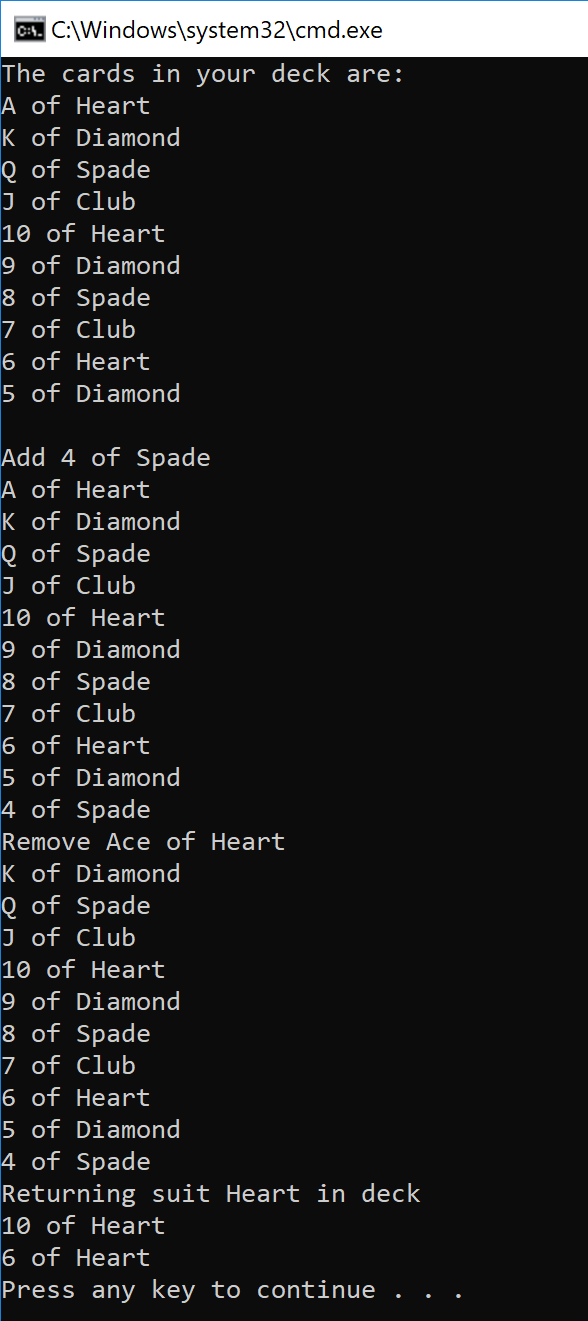 C:\Windows\system32\cmd.exe
The cards in your deck are:
A of Heart
K of Diamond
Q of Spade
J of Club
10 of Heart
9 of Diamond
8 of Spade
7 of Club
6 of Heart
5 of Diamond
Add 4 of Spade
A of Heart
K of Diamond
Q of Spade
J of Club
10 of Heart
9 of Diamond
8 of Spade
7 of Club
6 of Heart
5 of Diamond
4 of Spade
Remove Ace of Heart
K of Diamond
Q of Spade
J of Club
10 of Heart
9 of Diamond
8 of Spade
7 of Club
6 of Heart
5 of Diamond
4 of Spade
Returning suit Heart in deck
10 of Heart
6 of Heart
Press any key to continue . . .